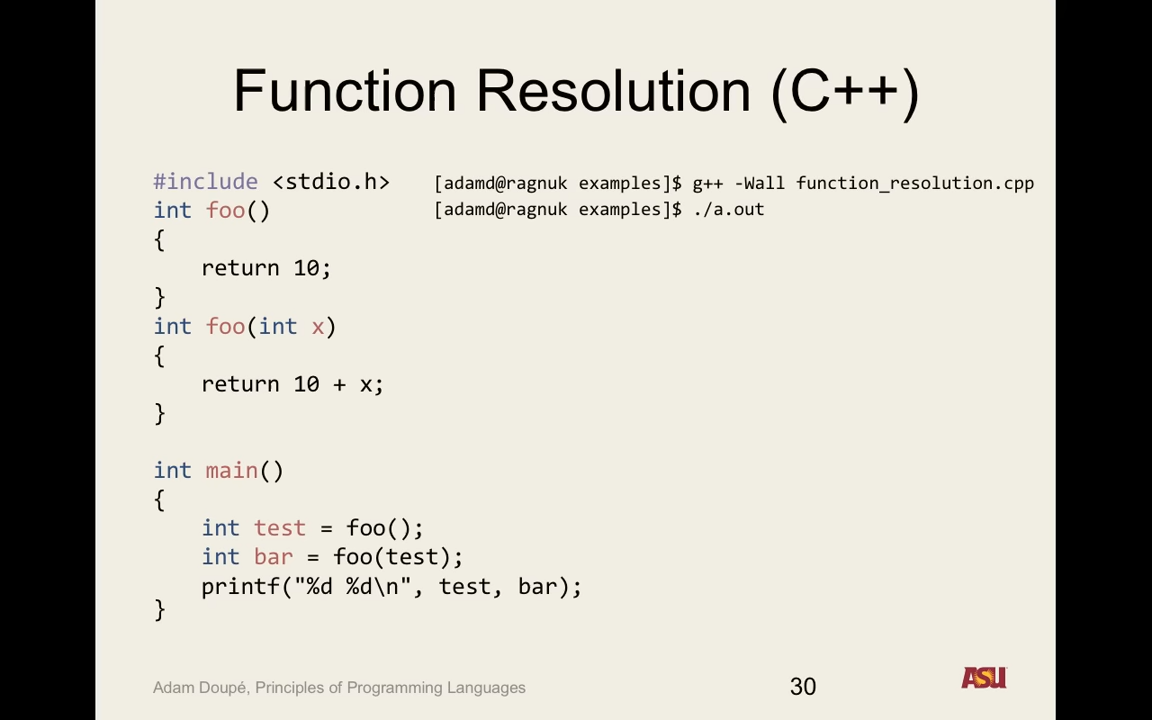 Function Resolution (C++)
#include <stdio.h>
int foo()
{
    return 10;
}
int foo(int x)
{
    return 10 + x;
}

int main()
{
    int test = foo();
    int bar = foo(test);
    printf("%d %d\n", test, bar);
}
[adamd@ragnuk examples]$ g++ -Wall function_resolution.cpp
[adamd@ragnuk examples]$ ./a.out
Adam Doupé, Principles of Programming Languages
30
ASU